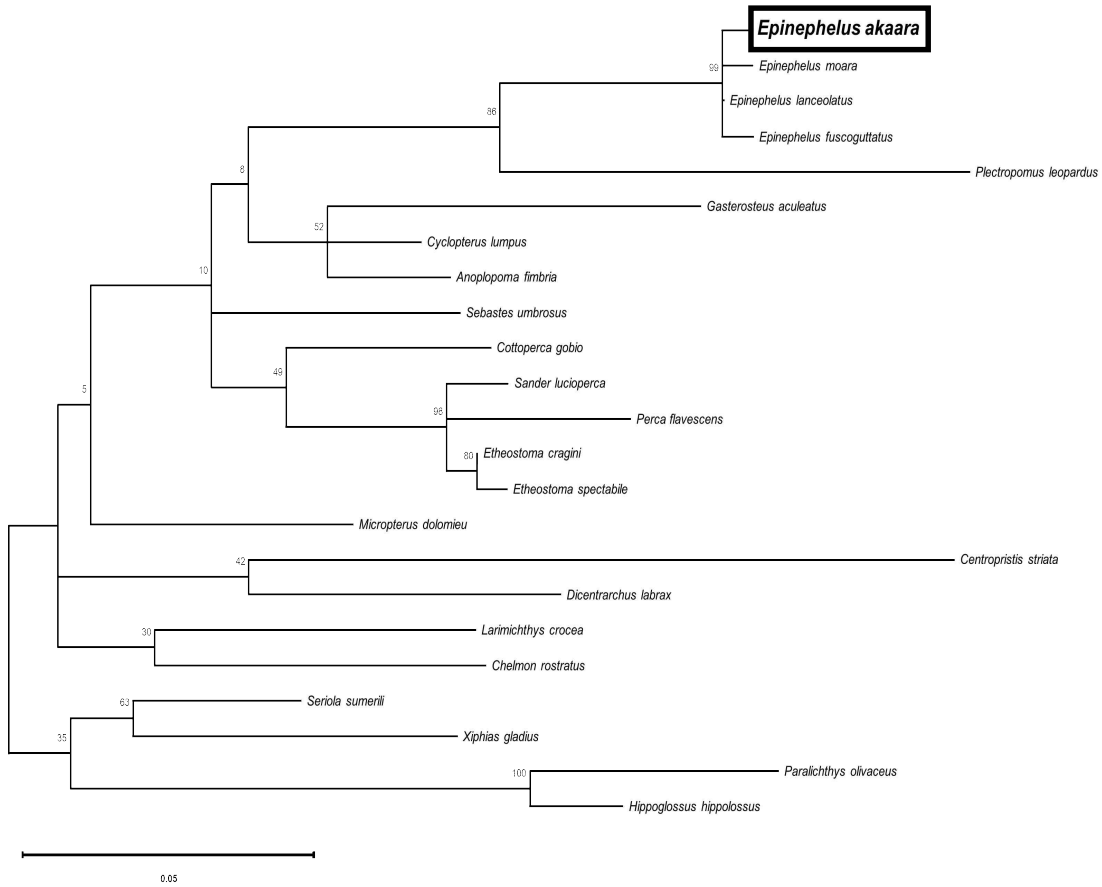 Epinephelus akaara
99
Epinephelus moara
Epinephelus lanceolatus
86
Epinephelus fuscoguttatus
6
Plectropomus leopardus
Gasterosteus aculeatus
52
Cyclopterus lumpus
10
Anoplopoma fimbria
Sebastes umbrosus
Cottoperca gobio
49
Sander lucioperca
5
96
Perca flavescens
80
Etheostoma cragini
Etheostoma spectabile
Micropterus dolomieu
42
Centropristis striata
Dicentrarchus labrax
30
Larimichthys crocea
Chelmon rostratus
63
Seriola sumerili
35
Xiphias gladius
100
Paralichthys olivaceus
Hippoglossus hippolossus
0.05